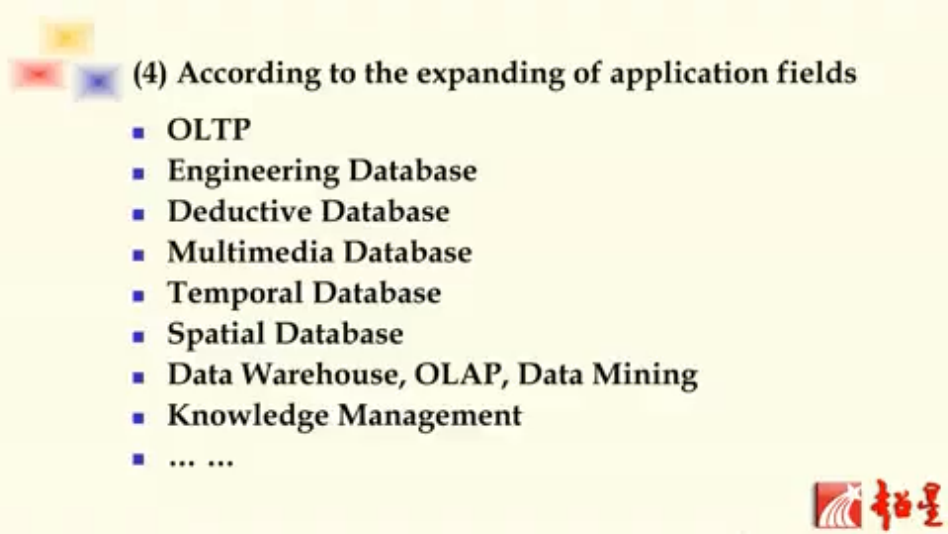 (4) According to the expanding of application fields
OLTP
Engineering Database
Deductive Database
Multimedia Database
Temporal Database
Spatial Database
Data Warehouse, OLAP, Data Mining
Knowledge Management
... ...
超星